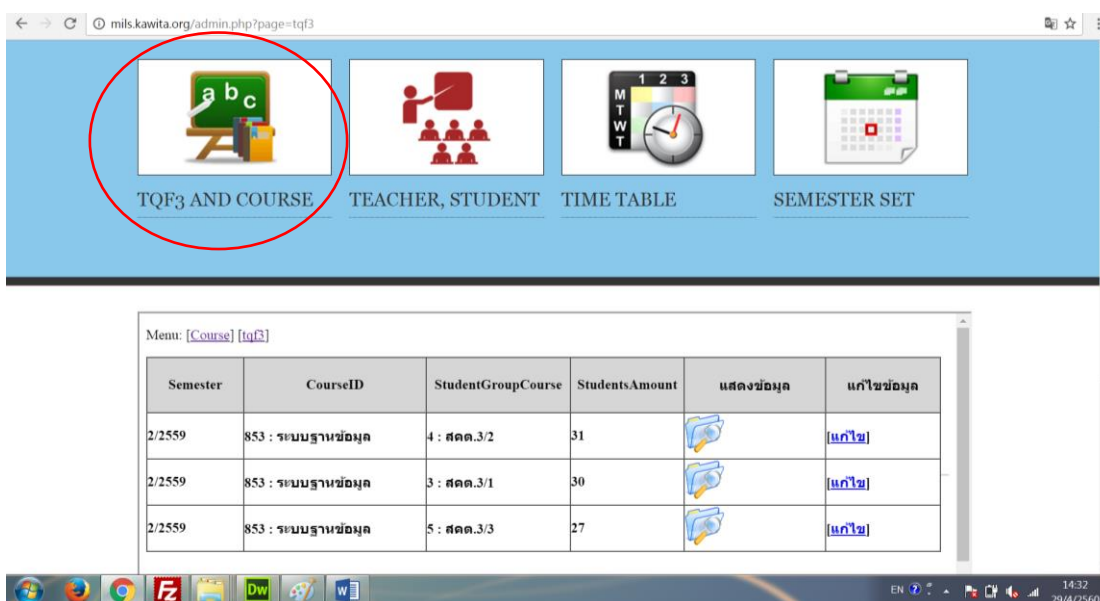 mils.kawita.org/admin.php?page=tqf3
a b c
1 2 3
M
T
W
T
TQF3 AND COURSE TEACHER, STUDENT TIME TABLE SEMESTER SET
Menu: [Course] [tqf3]
Semester CourseID StudentGroupCourse StudentsAmount แสดงข้อมูล แก้ไขข้อมูล
2/2559 853 : ระบบฐานข้อมูล 4 : สคด.3/2 31 [แก้ไข]
2/2559 853 : ระบบฐานข้อมูล 3 : สคด.3/1 30 [แก้ไข]
2/2559 853 : ระบบฐานข้อมูล 5 : สคด.3/3 27 [แก้ไข]
Fz Dw W EN 14:32
29/4/2560